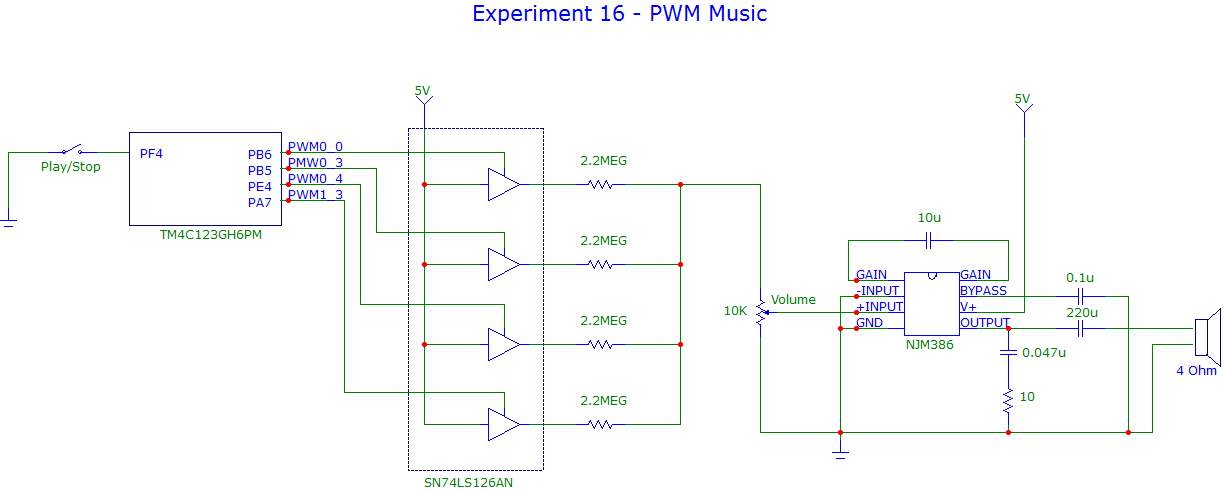 Experiment 16 - PWM Music
5V
5V
PF4
PB6
PB5
PE4
PA7
PWM0_0
PMW0_3
PWM0_4
PWM1_3
Play/Stop
TM4C123GH6PM
2.2MEG
2.2MEG
2.2MEG
2.2MEG
SN74LS126AN
10K
Volume
10u
GAIN
-INPUT
+INPUT
GND
GAIN
BYPASS
V+
OUTPUT
NJM386
0.1u
220u
0.047u
10
4 Ohm